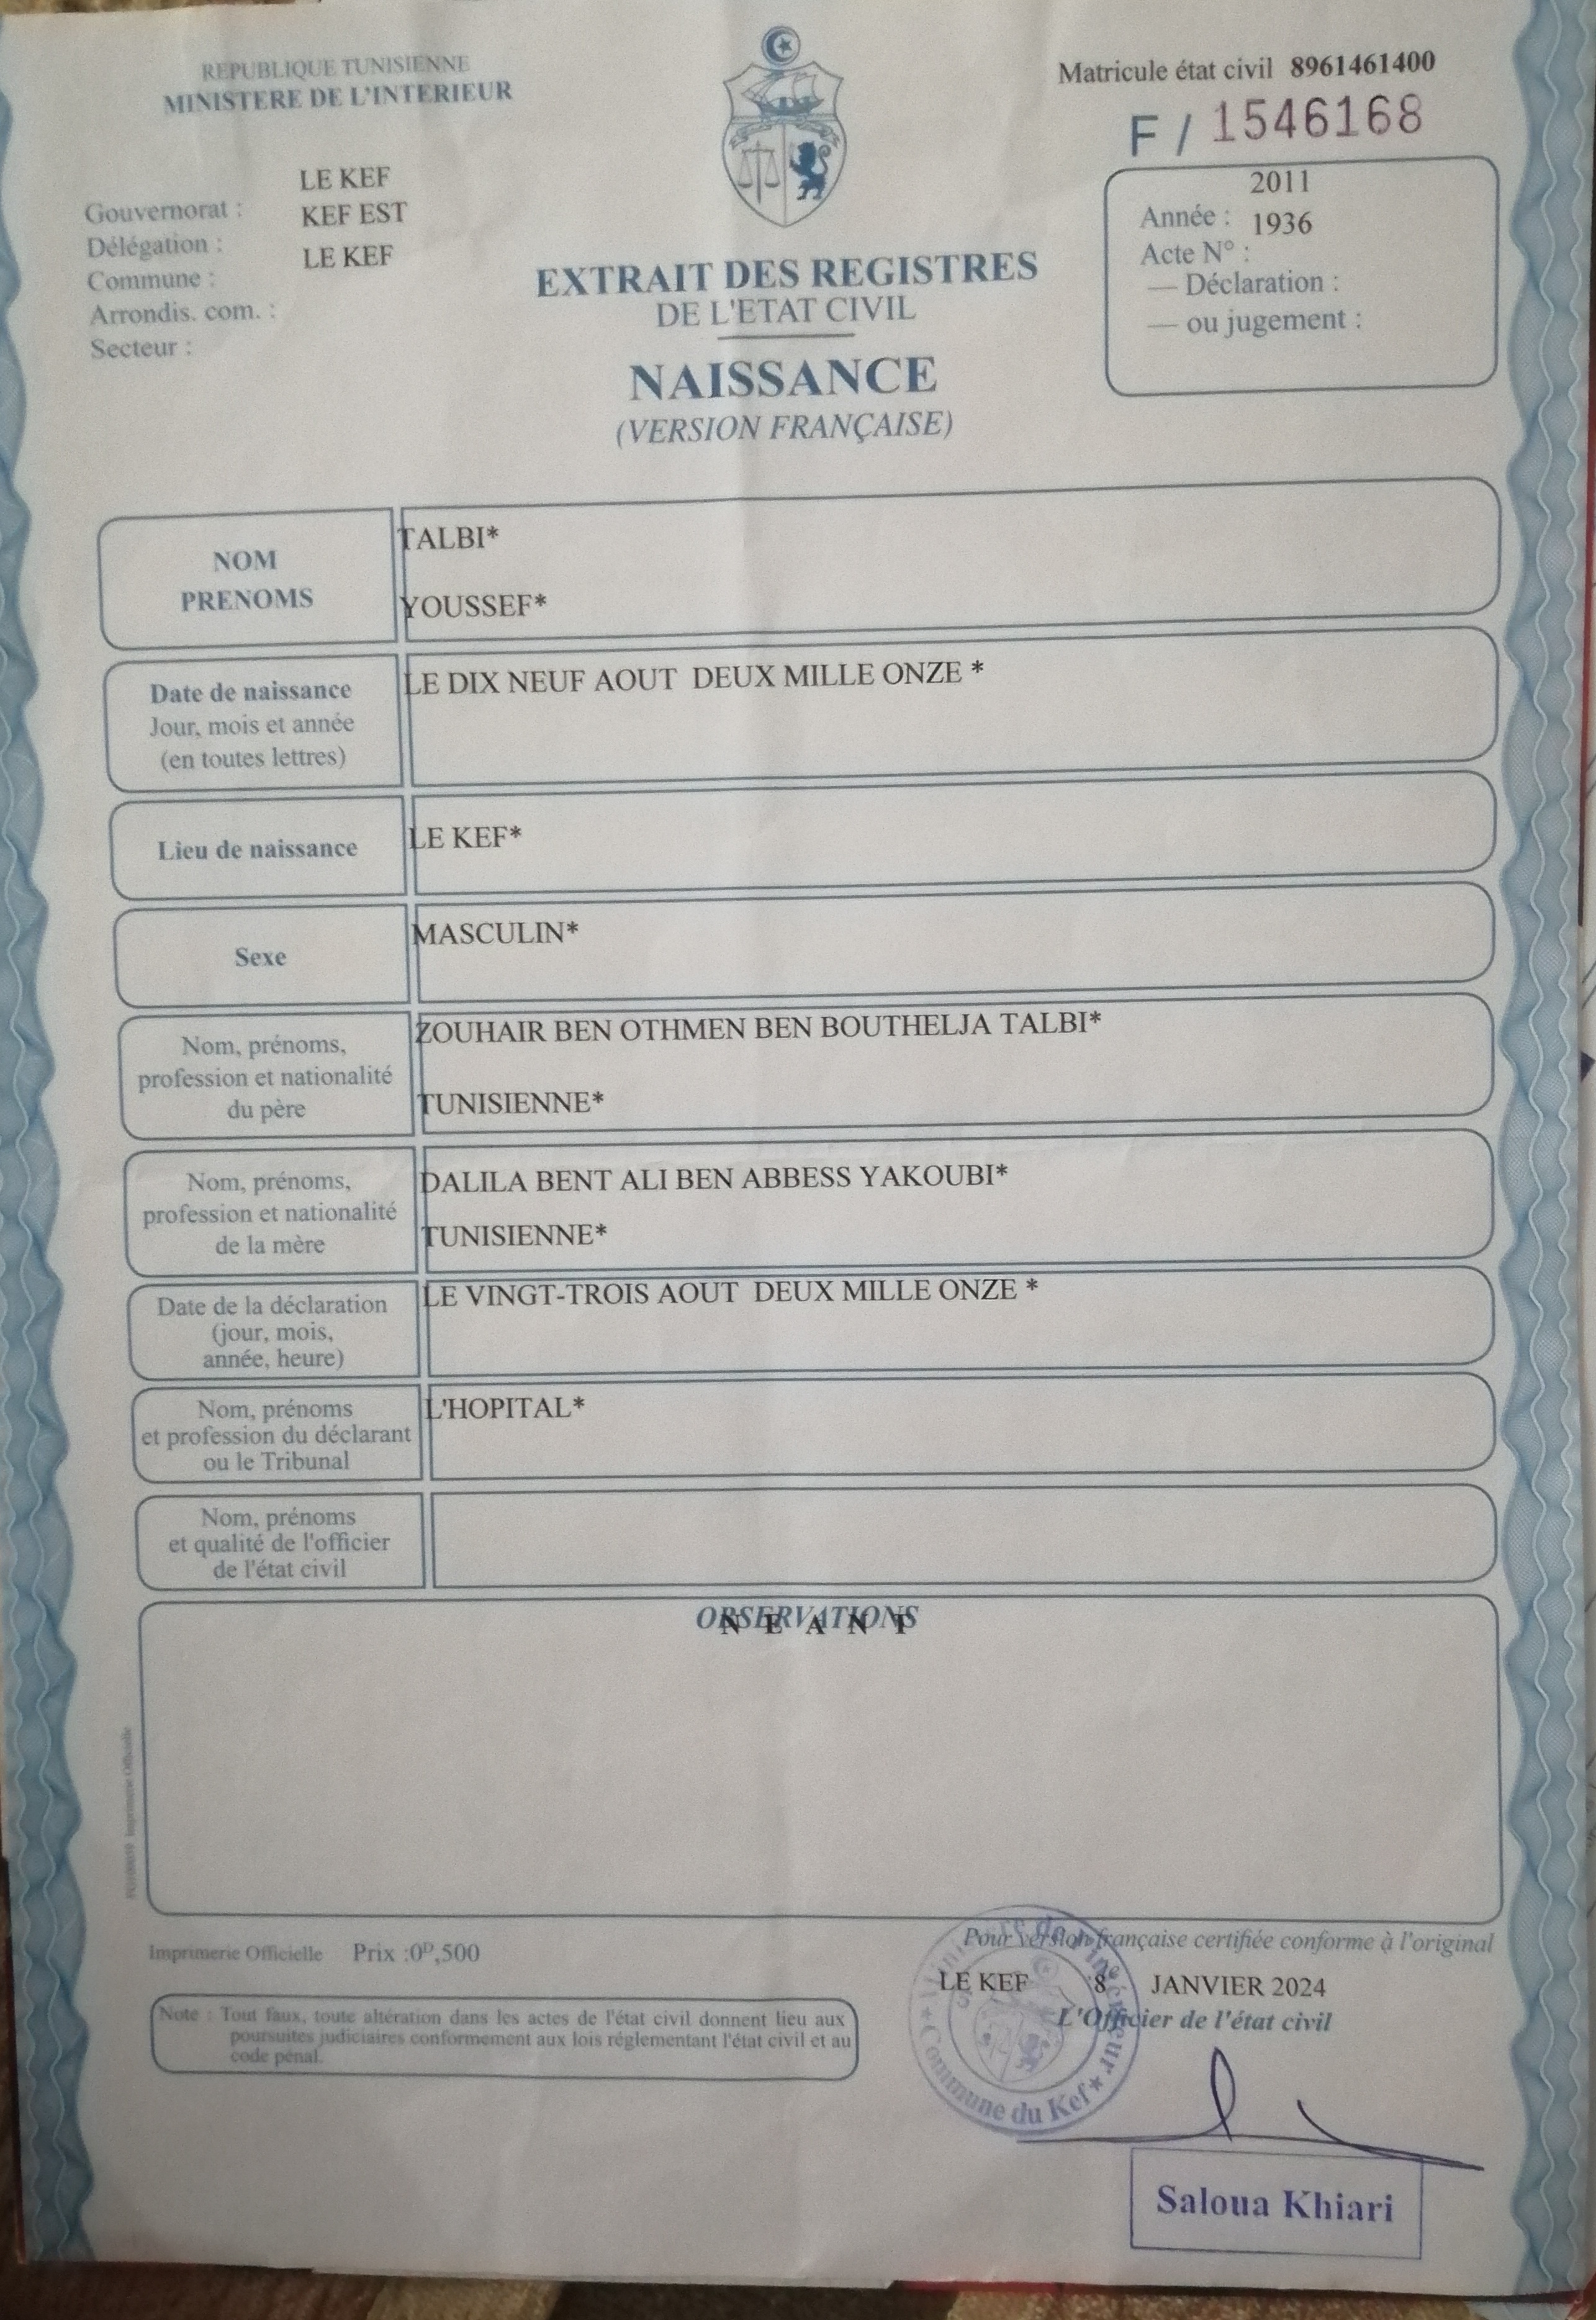 REPUBLIQUE TUNISIENNE
MINISTERE DE L'INTERIEUR
Matricule état civil 8961461400
F / 1546168
LE KEF
Gouvernorat :
KEF EST
Délégation :
LE KEF
Commune :
Arrondis. com. :
Secteur :
2011
Année :
1936
Acte N° :
— Déclaration :
— ou jugement :
EXTRAIT DES REGISTRES
DE L'ETAT CIVIL
NAISSANCE
(VERSION FRANÇAISE)
NOM
PRENOMS
TALBI*
YOUSSEF*
Date de naissance
Jour, mois et année
(en toutes lettres)
LE DIX NEUF AOUT DEUX MILLE ONZE *
Lieu de naissance
LE KEF*
Sexe
MASCULIN*
Nom, prénoms,
profession et nationalité
du père
ZOUHAIR BEN OTHMEN BEN BOUTHELJA TALBI*
TUNISIENNE*
Nom, prénoms,
profession et nationalité
de la mère
DALILA BENT ALI BEN ABBESS YAKOUBI*
TUNISIENNE*
Date de la déclaration
(jour, mois,
année, heure)
LE VINGT-TROIS AOUT DEUX MILLE ONZE *
Nom, prénoms
et profession du déclarant
ou le Tribunal
L'HOPITAL*
Nom, prénoms
et qualité de l'officier
de l'état civil
OBSERVATIONS
N E A N T
Imprimerie Officielle
Imprimerie Officielle Prix :0ᴰ,500
Note : Tout faux, toute altération dans les actes de l'état civil donnent lieu aux
poursuites judiciaires conformement aux lois réglementant l'état civil et au
code pénal.
Pour version française certifiée conforme à l'original
LE KEF 8 JANVIER 2024
L'Officier de l'état civil
Commune du Kef
Saloua Khiari